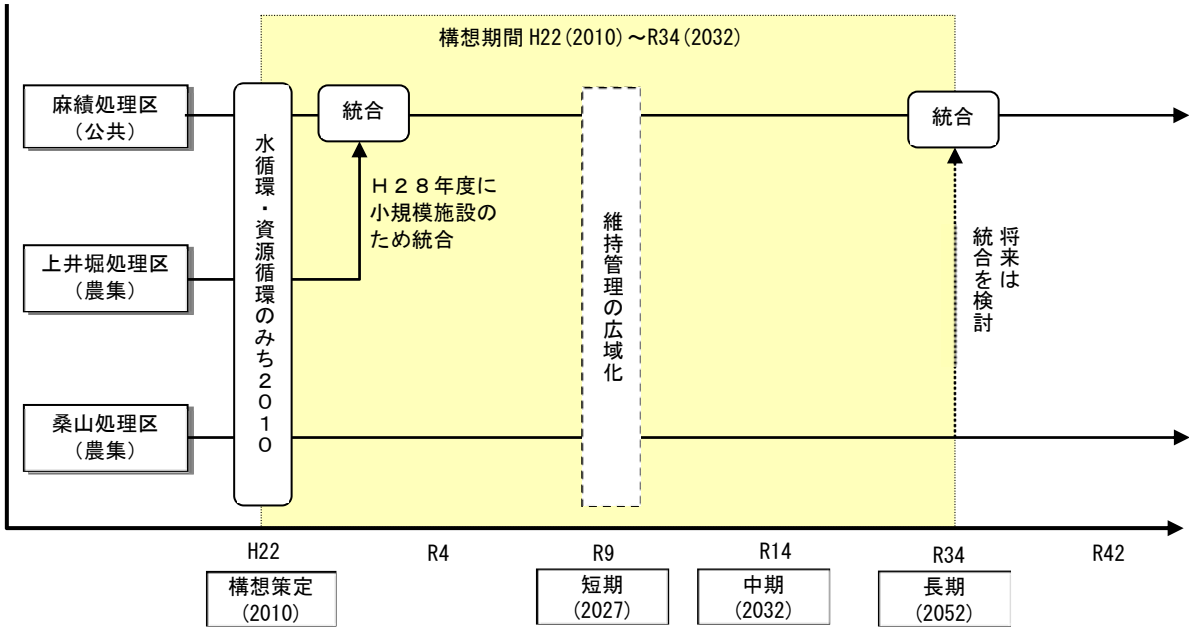 構想期間 H22(2010)～R34(2032)
麻績処理区
（公共）
統合
統合
水循環・資源循環のみち２０１０
Ｈ２８年度に
小規模施設の
ため統合
維持管理の広域化
将来は
統合を検討
上井堀処理区
（農集）
桑山処理区
（農集）
H22
R4
R9
R14
R34
R42
構想策定
(2010)
短期
(2027)
中期
(2032)
長期
(2052)